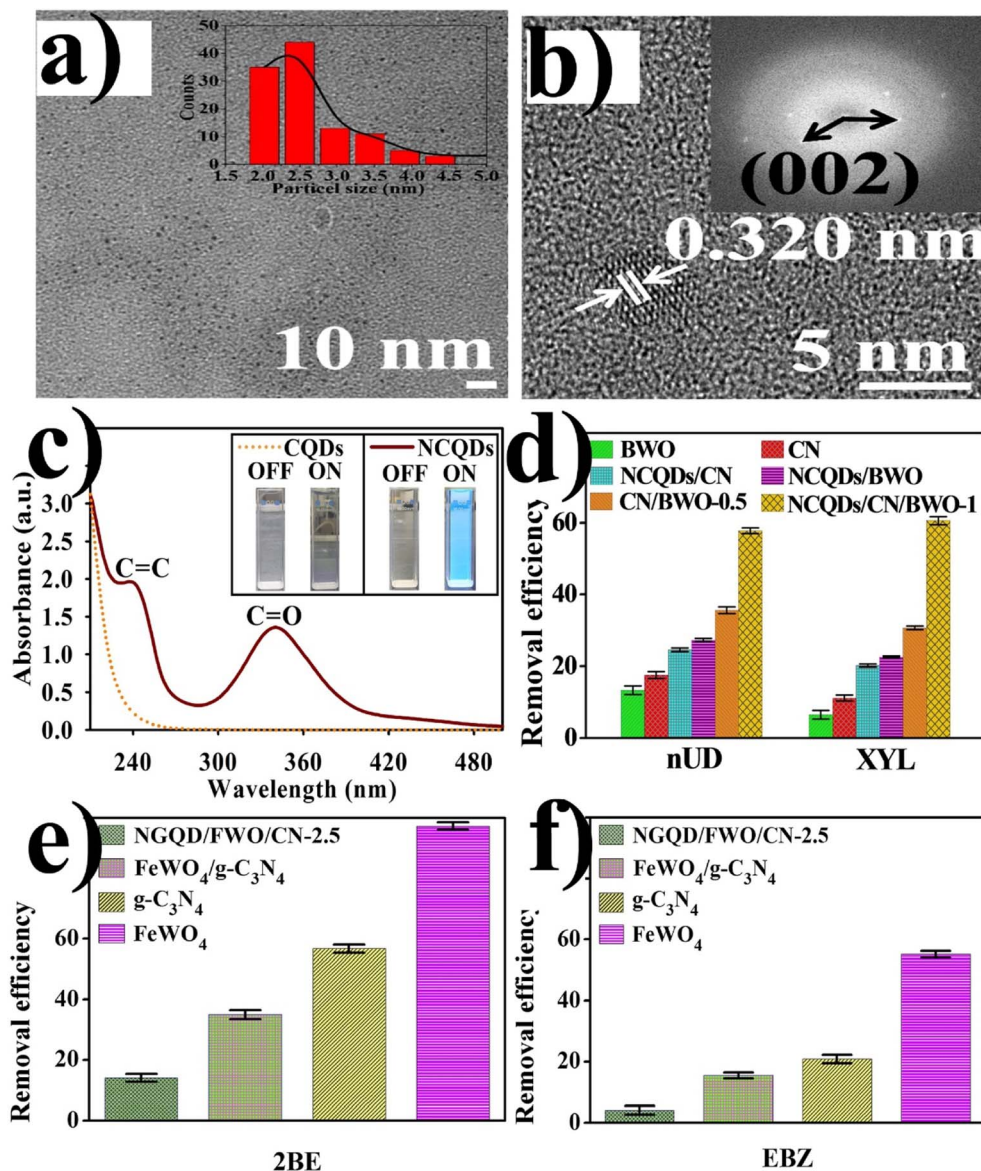 a)
50
40
30
20
10
0
Counts
1.5 2.0 2.5 3.0 3.5 4.0 4.5 5.0
Particel size (nm)
10 nm
b)
(002)
0.320 nm
5 nm
c)
CQDs NCQDs
OFF ON OFF ON
C=C
C=O
Absorbance (a.u.)
3.0
2.5
2.0
1.5
1.0
0.5
0.0
240 300 360 420 480
Wavelength (nm)
d)
BWO CN
NCQDs/CN NCQDs/BWO
CN/BWO-0.5 NCQDs/CN/BWO-1
Removal efficiency
60
40
20
0
nUD XYL
e)
NGQD/FWO/CN-2.5
FeWO₄/g-C₃N₄
g-C₃N₄
FeWO₄
Removal efficiency
60
40
20
0
2BE
f)
NGQD/FWO/CN-2.5
FeWO₄/g-C₃N₄
g-C₃N₄
FeWO₄
Removal efficiency
60
40
20
0
EBZ